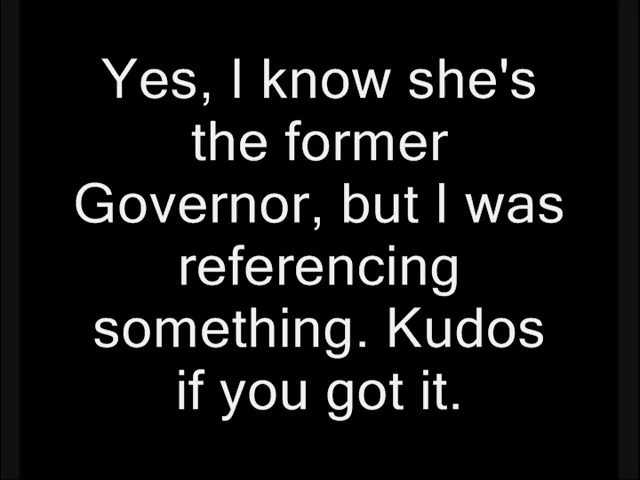 Yes, I know she's
the former
Governor, but I was
referencing
something. Kudos
if you got it.